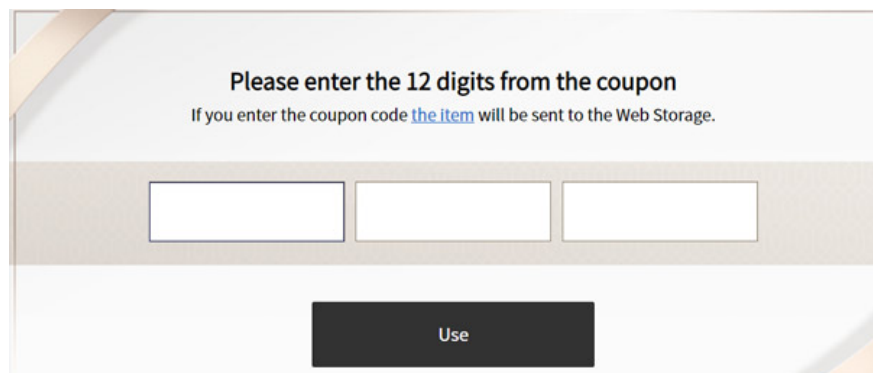 Please enter the 12 digits from the coupon
If you enter the coupon code the item will be sent to the Web Storage.
Use